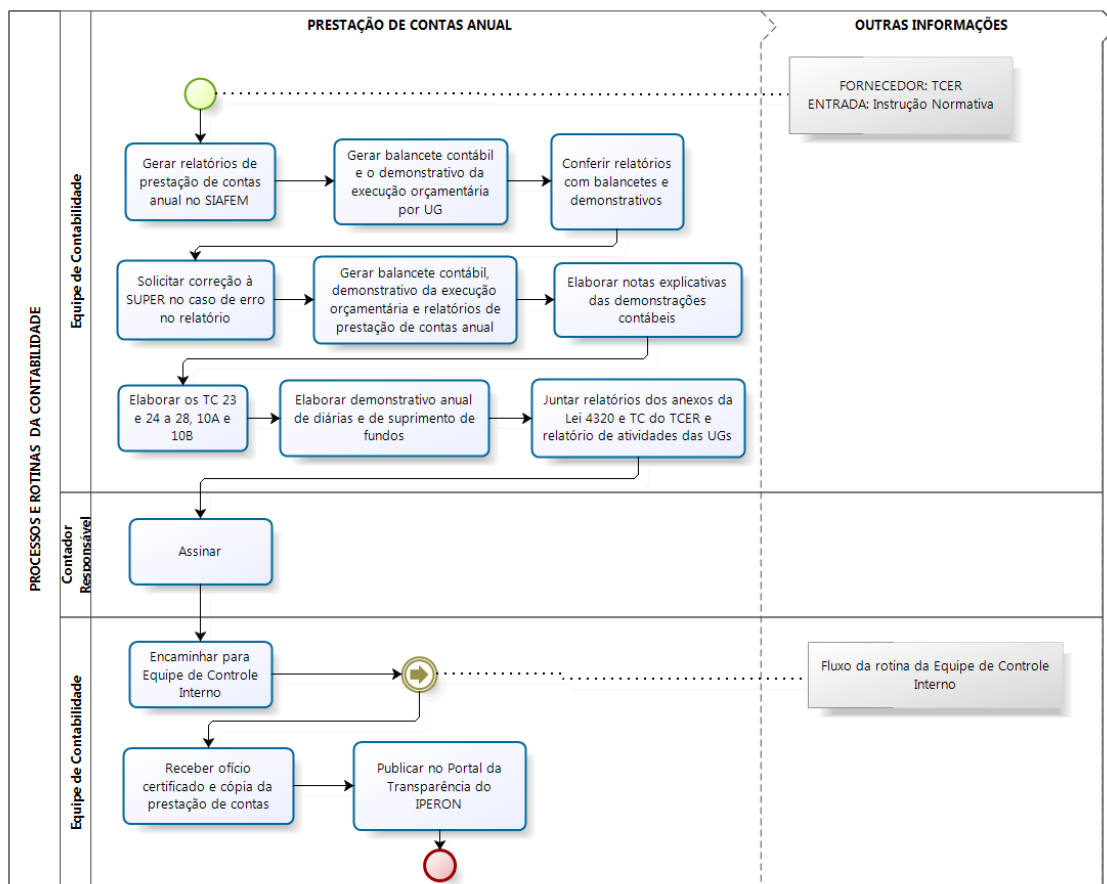 PRESTAÇÃO DE CONTAS ANUAL
OUTRAS INFORMAÇÕES
PROCESSOS E ROTINAS DA CONTABILIDADE
Equipe de Contabilidade
FORNECEDOR: TCER
ENTRADA: Instrução Normativa
Gerar relatórios de
prestação de contas
anual no SIAFEM
Gerar balancete contábil
e o demonstrativo da
execução orçamentária
por UG
Conferir relatórios
com balancetes e
demonstrativos
Solicitar correção à
SUPER no caso de erro
no relatório
Gerar balancete contábil,
demonstrativo da execução
orçamentária e relatórios de
prestação de contas anual
Elaborar notas explicativas
das demonstrações
contábeis
Elaborar os TC 23
e 24 a 28, 10A e
10B
Elaborar demonstrativo anual
de diárias e de suprimento de
fundos
Juntar relatórios dos anexos da
Lei 4320 e TC do TCER e
relatório de atividades das UGs
Contador
Responsável
Assinar
Equipe de Contabilidade
Encaminhar para
Equipe de Controle
Interno
Fluxo da rotina da Equipe de Controle
Interno
Receber ofício
certificado e cópia da
prestação de contas
Publicar no Portal da
Transparência do
IPERON